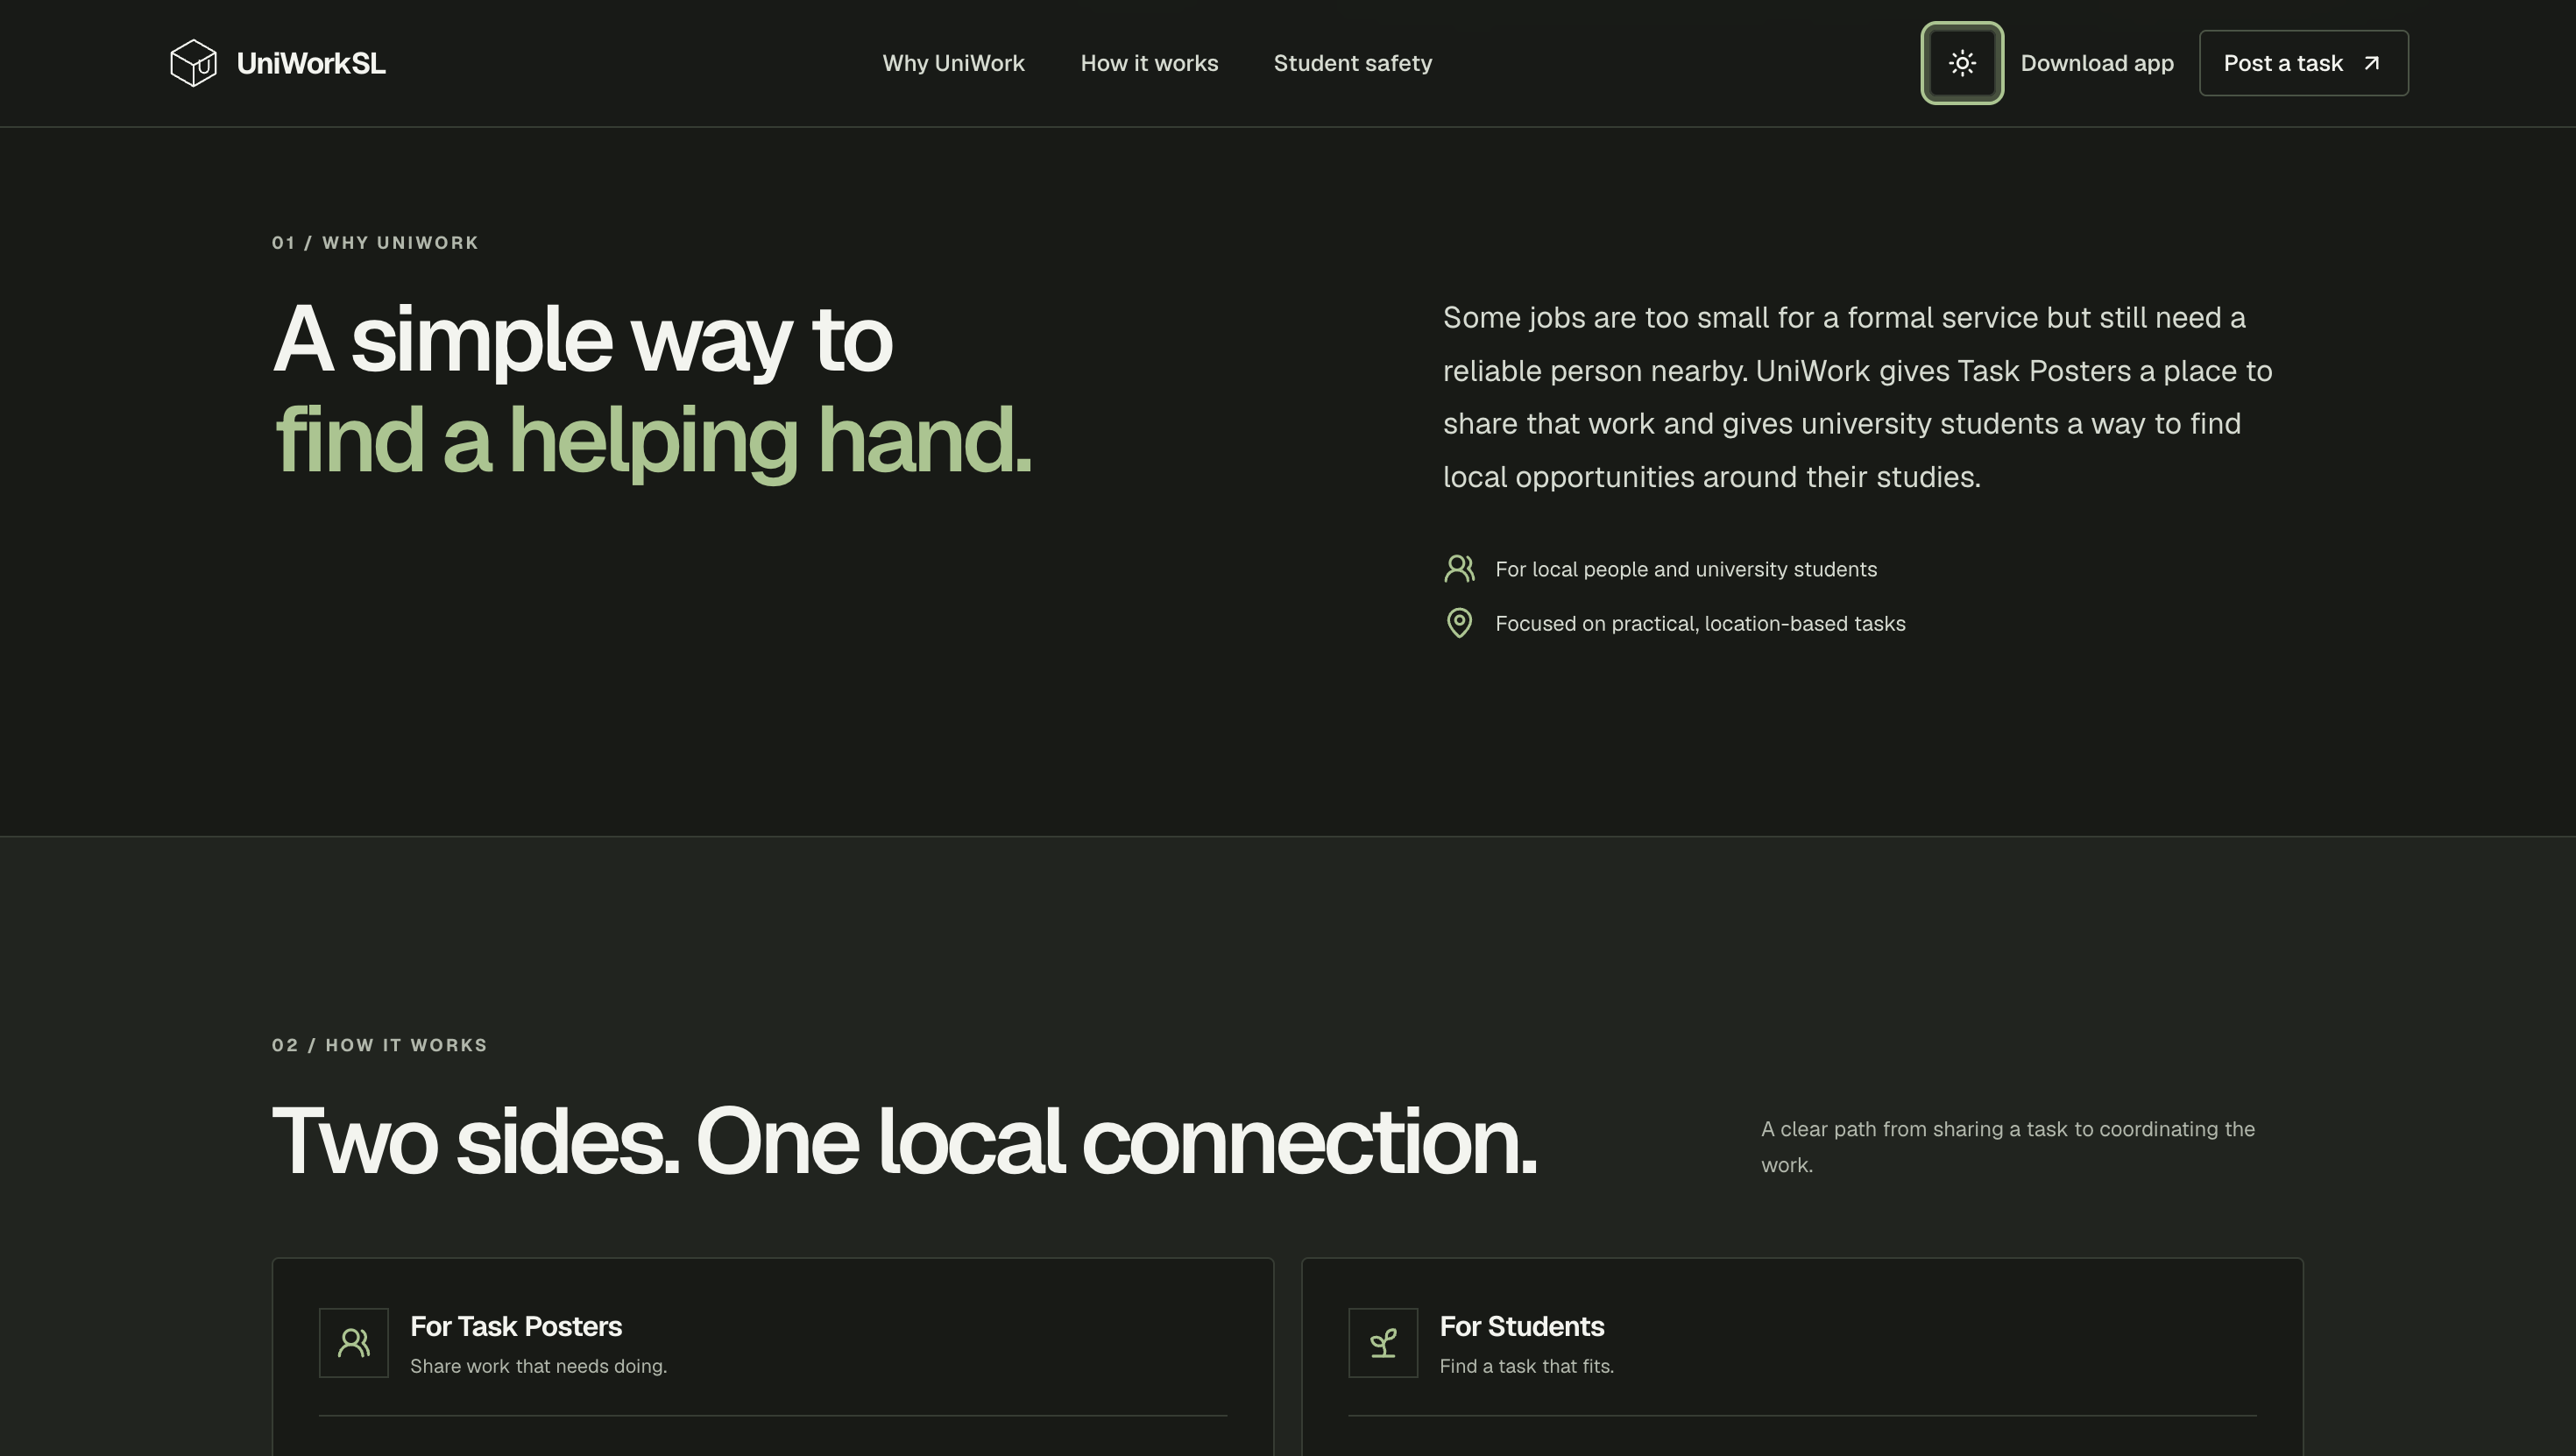 UniWorkSL
Why UniWork
How it works
Student safety
Download app
Post a task
01 / WHY UNIWORK
A simple way to
find a helping hand.
Some jobs are too small for a formal service but still need a
reliable person nearby. UniWork gives Task Posters a place to
share that work and gives university students a way to find
local opportunities around their studies.
For local people and university students
Focused on practical, location-based tasks
02 / HOW IT WORKS
Two sides. One local connection.
A clear path from sharing a task to coordinating the
work.
For Task Posters
Share work that needs doing.
For Students
Find a task that fits.